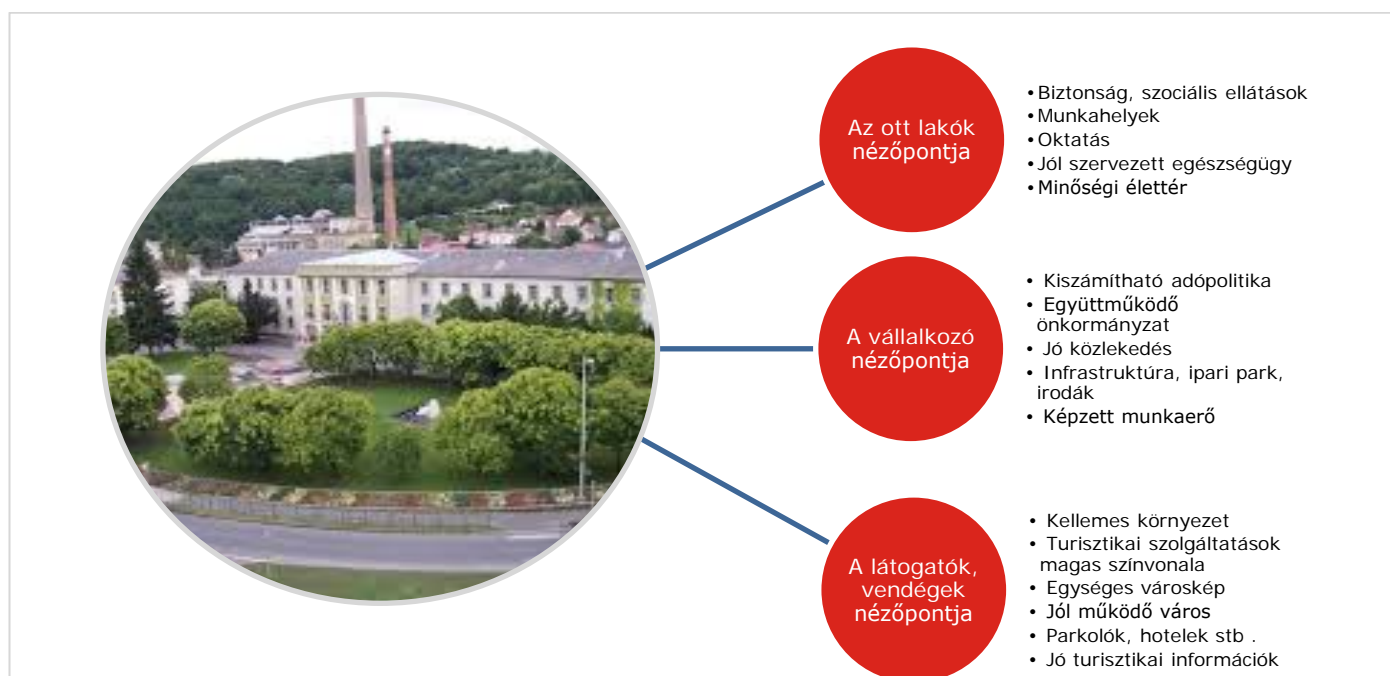 Az ott lakók
nézőpontja
• Biztonság, szociális ellátások
• Munkahelyek
• Oktatás
• Jól szervezett egészségügy
• Minőségi élettér
A vállalkozó
nézőpontja
• Kiszámítható adópolitika
• Együttműködő
önkormányzat
• Jó közlekedés
• Infrastruktúra, ipari park,
irodák
• Képzett munkaerő
A látogatók,
vendégek
nézőpontja
• Kellemes környezet
• Turisztikai szolgáltatások
magas színvonala
• Egységes városkép
• Jól működő város
• Parkolók, hotelek stb .
• Jó turisztikai információk